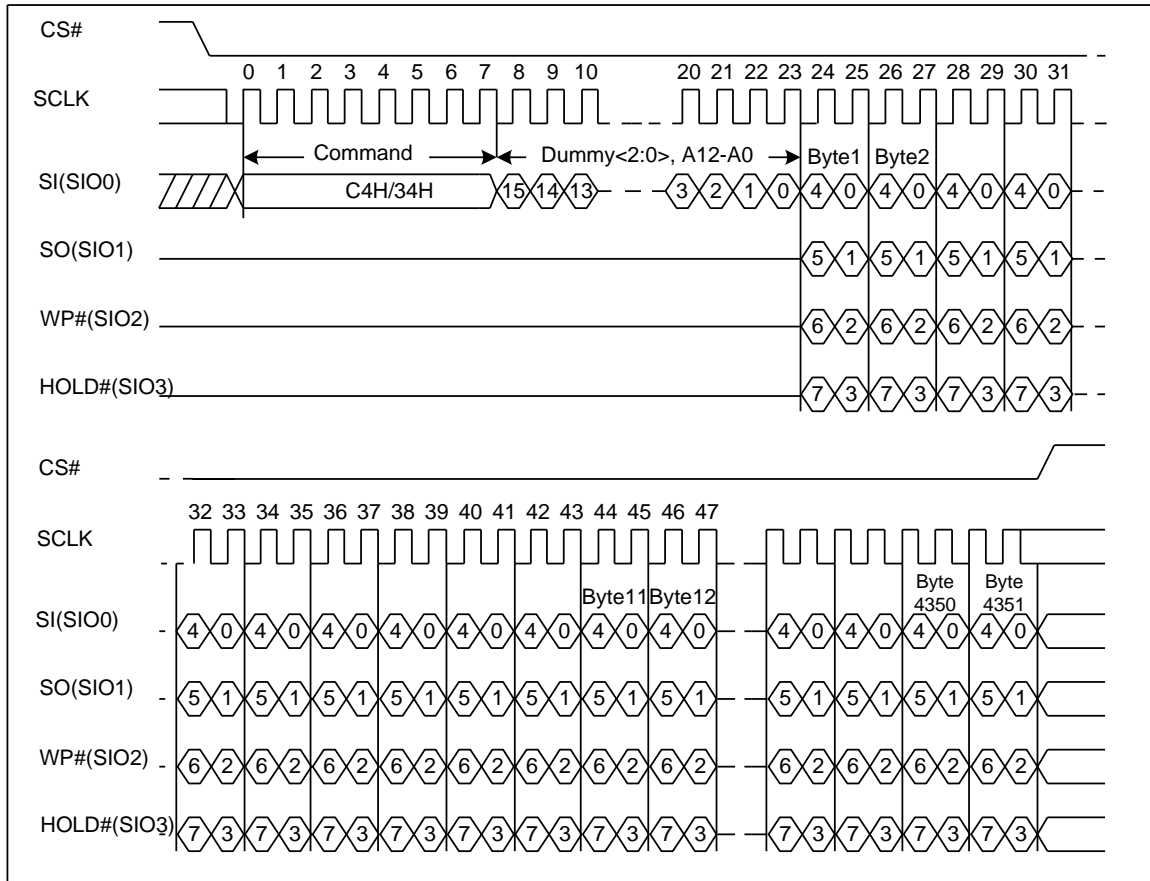 CS#
0 1 2 3 4 5 6 7 8 9 10 20 21 22 23 24 25 26 27 28 29 30 31
SCLK
Command Dummy<2:0>, A12-A0 Byte1 Byte2
SI(SIO0) C4H/34H 15 14 13 3 2 1 0 4 0 4 0 4 0 4 0
SO(SIO1) 5 1 5 1 5 1 5 1
WP#(SIO2) 6 2 6 2 6 2 6 2
HOLD#(SIO3) 7 3 7 3 7 3 7 3
CS#
32 33 34 35 36 37 38 39 40 41 42 43 44 45 46 47
SCLK
Byte11 Byte12 Byte 4350 Byte 4351
SI(SIO0) 4 0 4 0 4 0 4 0 4 0 4 0 4 0 4 0 4 0 4 0 4 0 4 0
SO(SIO1) 5 1 5 1 5 1 5 1 5 1 5 1 5 1 5 1 5 1 5 1 5 1 5 1
WP#(SIO2) 6 2 6 2 6 2 6 2 6 2 6 2 6 2 6 2 6 2 6 2 6 2 6 2
HOLD#(SIO3) 7 3 7 3 7 3 7 3 7 3 7 3 7 3 7 3 7 3 7 3 7 3 7 3